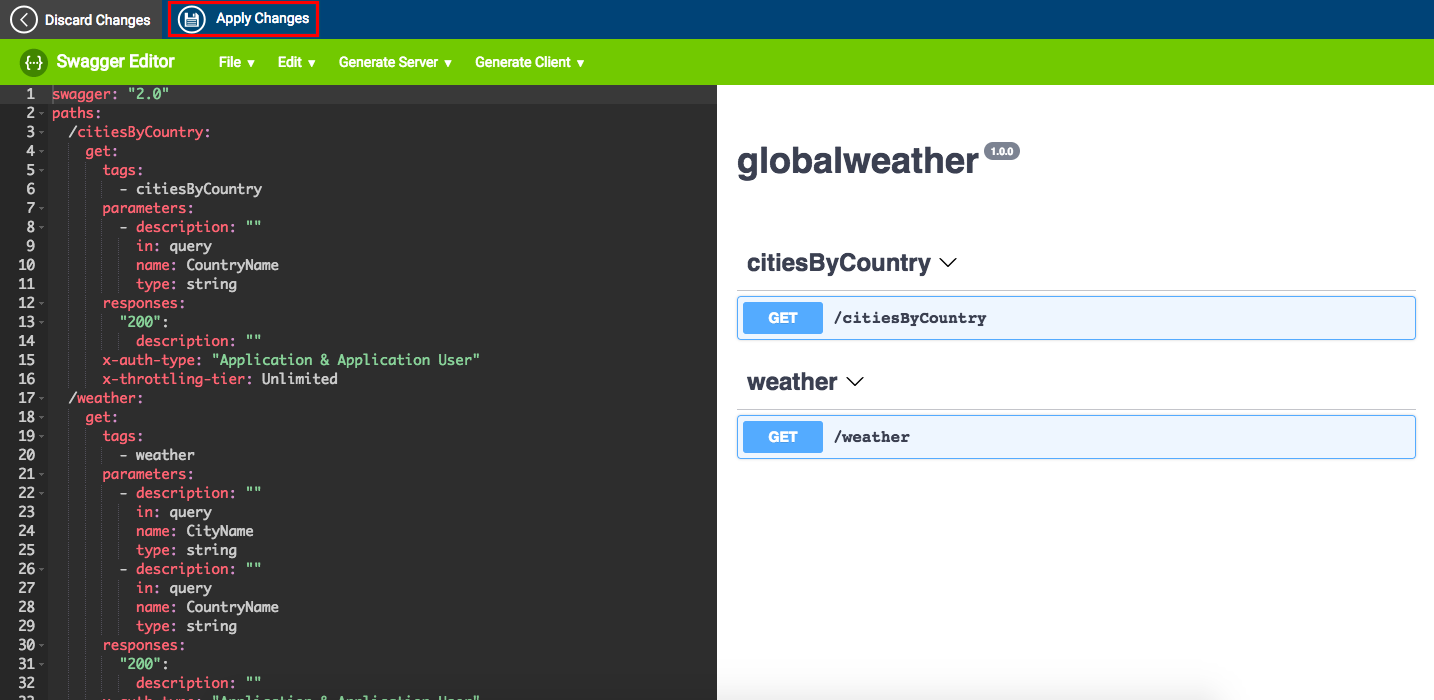 Discard Changes
Apply Changes
{··} Swagger Editor
File ▾
Edit ▾
Generate Server ▾
Generate Client ▾
1 swagger: "2.0"
2 paths:
3 /citiesByCountry:
4 get:
5 tags:
6 - citiesByCountry
7 parameters:
8 - description: ""
9 in: query
10 name: CountryName
11 type: string
12 responses:
13 "200":
14 description: ""
15 x-auth-type: "Application & Application User"
16 x-throttling-tier: Unlimited
17 /weather:
18 get:
19 tags:
20 - weather
21 parameters:
22 - description: ""
23 in: query
24 name: CityName
25 type: string
26 - description: ""
27 in: query
28 name: CountryName
29 type: string
30 responses:
31 "200":
32 description: ""
33 x-auth-type: "Application & Application User"
globalweather 1.0.0
citiesByCountry
GET /citiesByCountry
weather
GET /weather